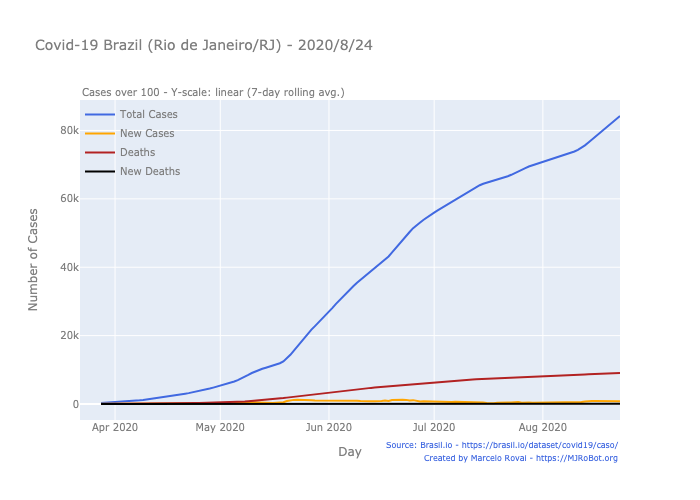 Covid-19 Brazil (Rio de Janeiro/RJ) - 2020/8/24
Cases over 100 - Y-scale: linear (7-day rolling avg.)
Total Cases
New Cases
Deaths
New Deaths
80k
60k
40k
20k
0
Number of Cases
Apr 2020
May 2020
Jun 2020
Jul 2020
Aug 2020
Day
Source: Brasil.io - https://brasil.io/dataset/covid19/caso/
Created by Marcelo Rovai - https://MJRoBot.org